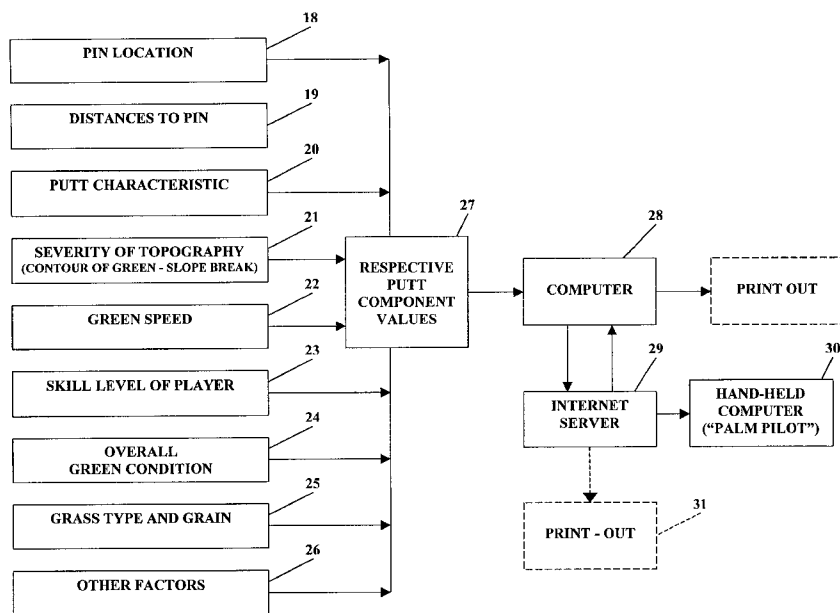 18
PIN LOCATION
19
DISTANCES TO PIN
20
PUTT CHARACTERISTIC
21
SEVERITY OF TOPOGRAPHY
(CONTOUR OF GREEN - SLOPE BREAK)
22
GREEN SPEED
23
SKILL LEVEL OF PLAYER
24
OVERALL
GREEN CONDITION
25
GRASS TYPE AND GRAIN
26
OTHER FACTORS
27
RESPECTIVE
PUTT
COMPONENT
VALUES
28
COMPUTER
PRINT OUT
29
INTERNET
SERVER
30
HAND-HELD
COMPUTER
("PALM PILOT")
31
PRINT - OUT